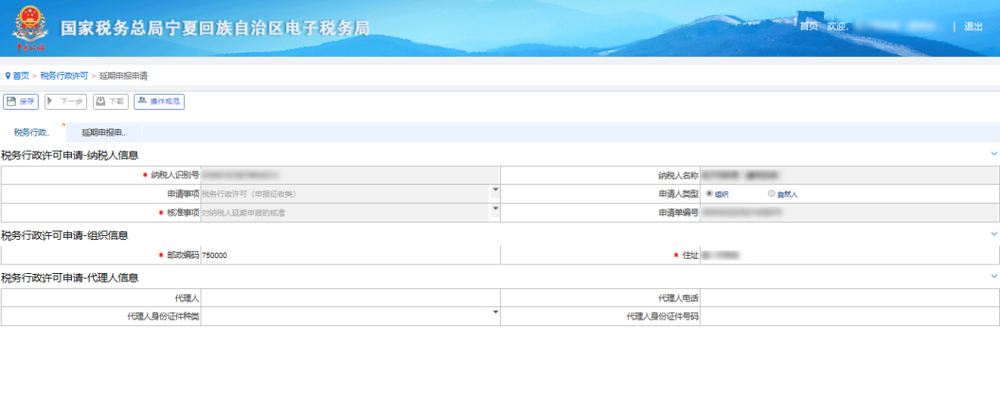 国家税务总局宁夏回族自治区电子税务局
首页 欢迎, | 退出
首页 > 税务行政许可 > 延期申报申请
保存 下一步 下载 操作规范
税务行政.. 延期申报申..
税务行政许可申请-纳税人信息
* 纳税人识别号 纳税人名称
申请事项 税务行政许可（申报征收类） 申请人类型 组织 自然人
* 核准事项 对纳税人延期申报的核准 申请单编号
税务行政许可申请-组织信息
* 邮政编码 750000 * 住址
税务行政许可申请-代理人信息
代理人 代理人电话
代理人身份证件种类 代理人身份证件号码